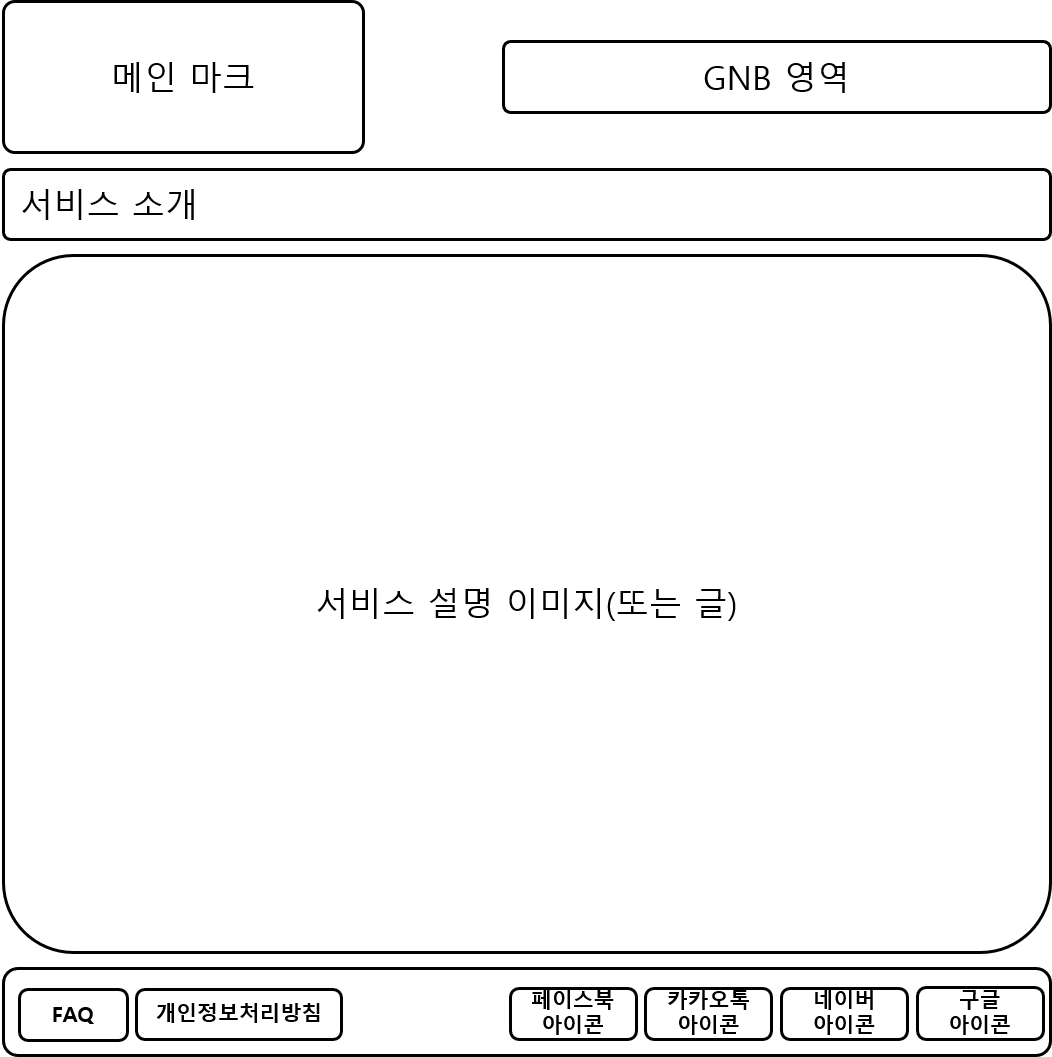 메인 마크
GNB 영역
서비스 소개
서비스 설명 이미지(또는 글)
FAQ
개인정보처리방침
페이스북
아이콘
카카오톡
아이콘
네이버
아이콘
구글
아이콘